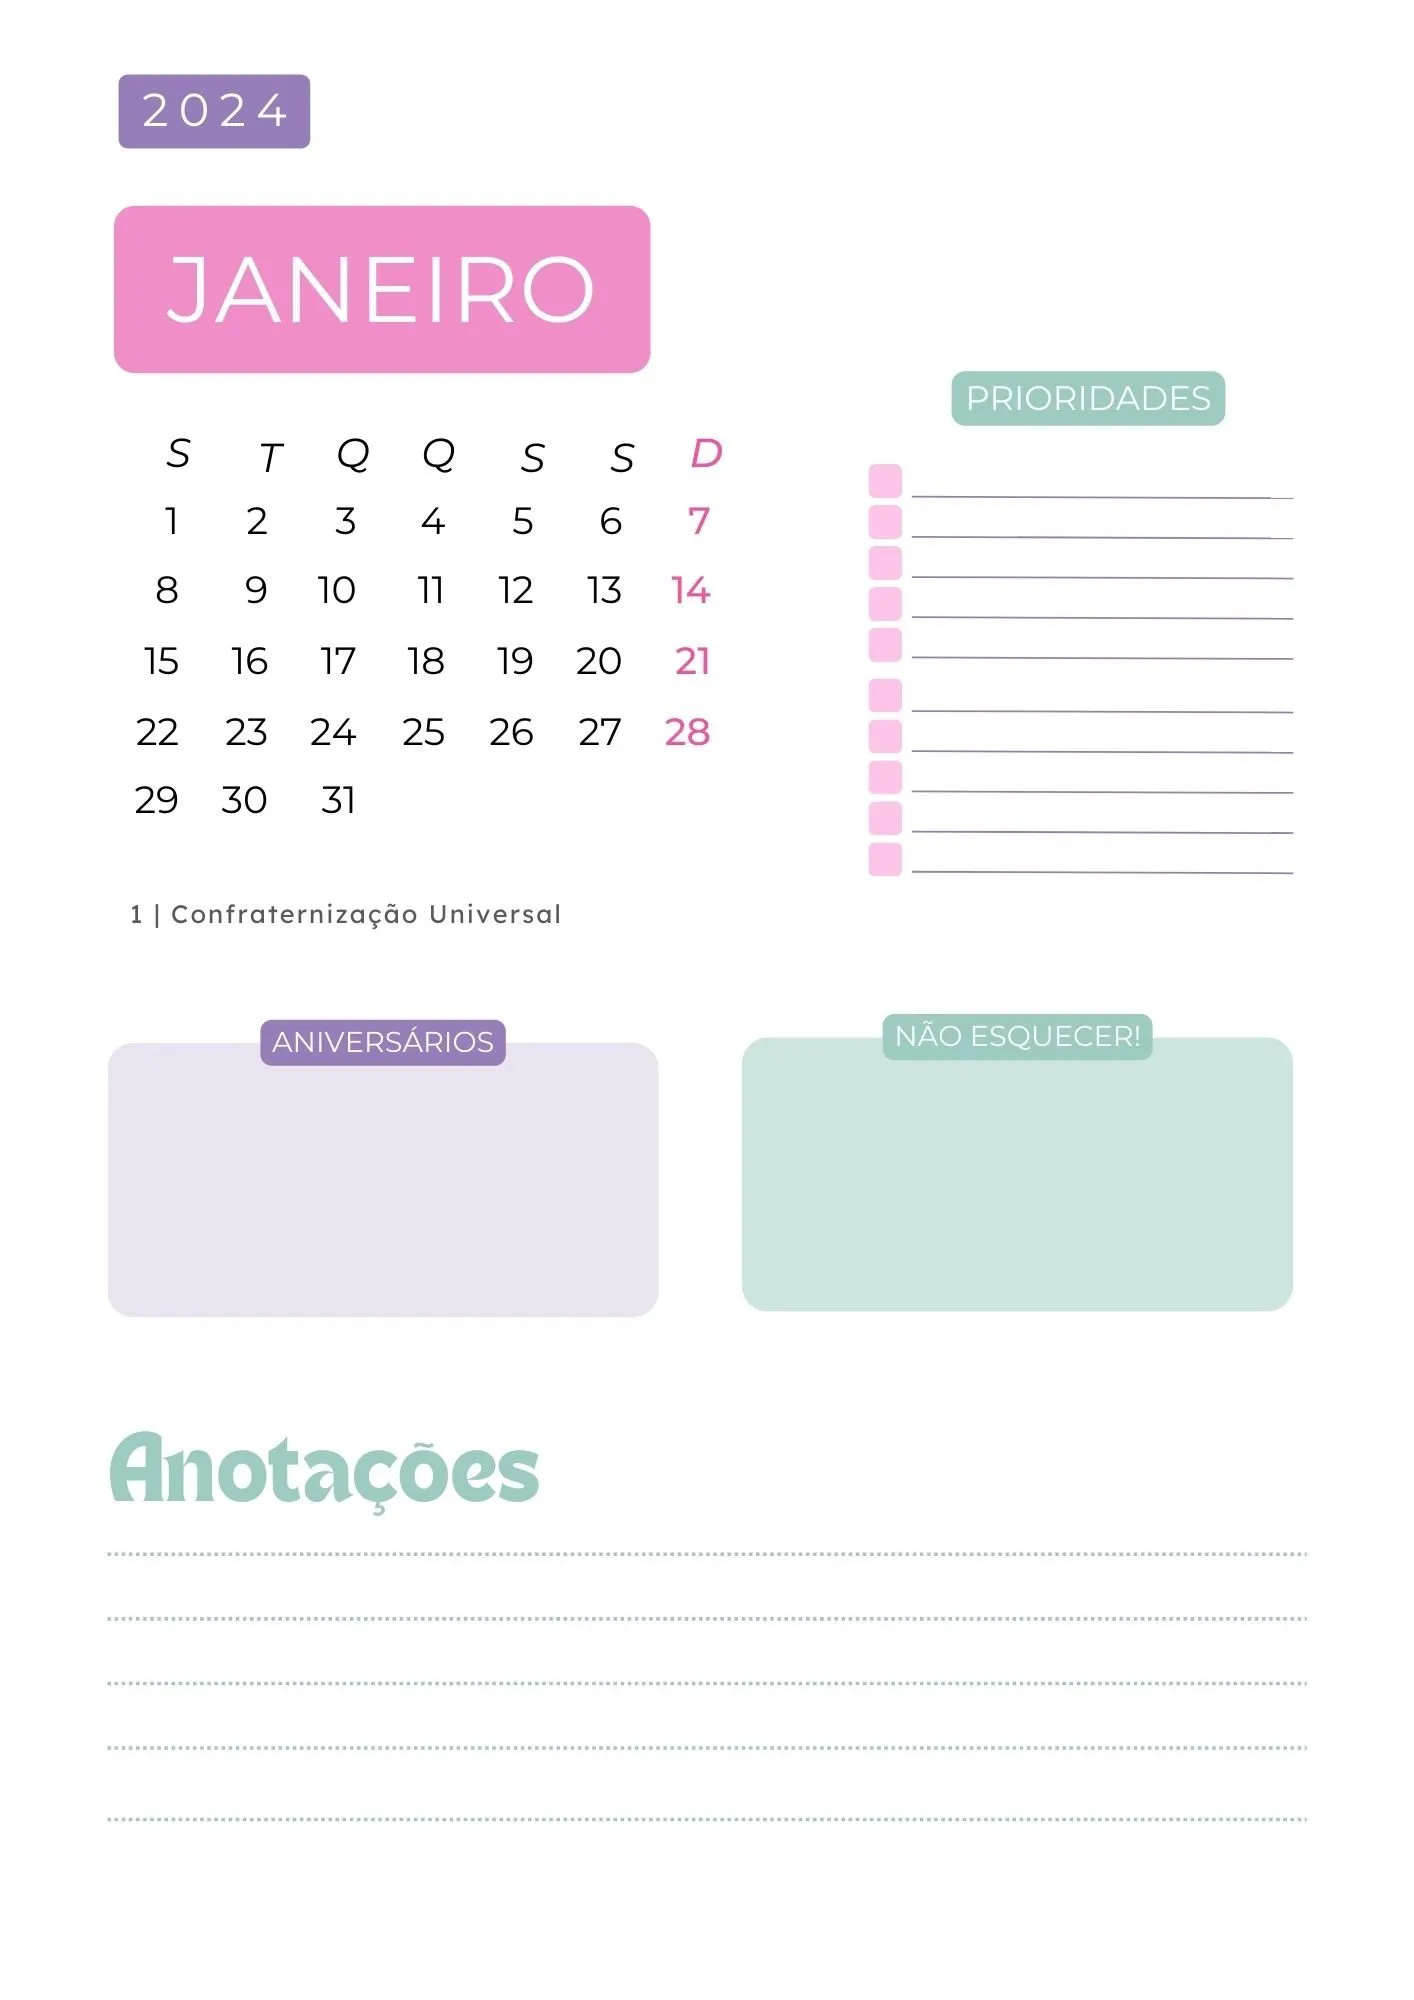 2024
JANEIRO
PRIORIDADES
S T Q Q S S D
1 2 3 4 5 6 7
8 9 10 11 12 13 14
15 16 17 18 19 20 21
22 23 24 25 26 27 28
29 30 31
1 | Confraternização Universal
ANIVERSÁRIOS
NÃO ESQUECER!
Anotações